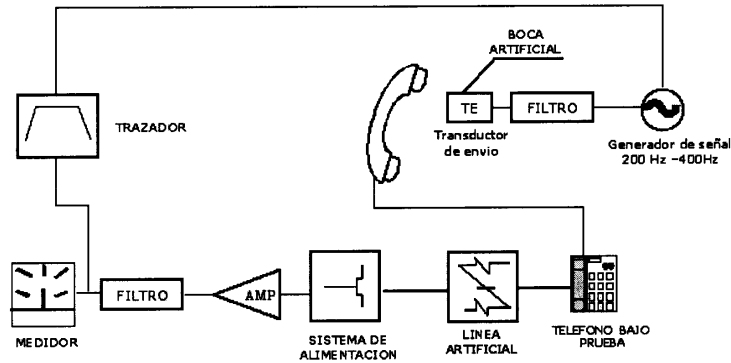 BOCA
ARTIFICIAL
TRAZADOR
TE
FILTRO
Transductor
de envio
Generador de señal
200 Hz -400Hz
FILTRO
AMP
MEDIDOR
SISTEMA DE
ALIMENTACION
LINEA
ARTIFICIAL
TELEFONO BAJO
PRUEBA